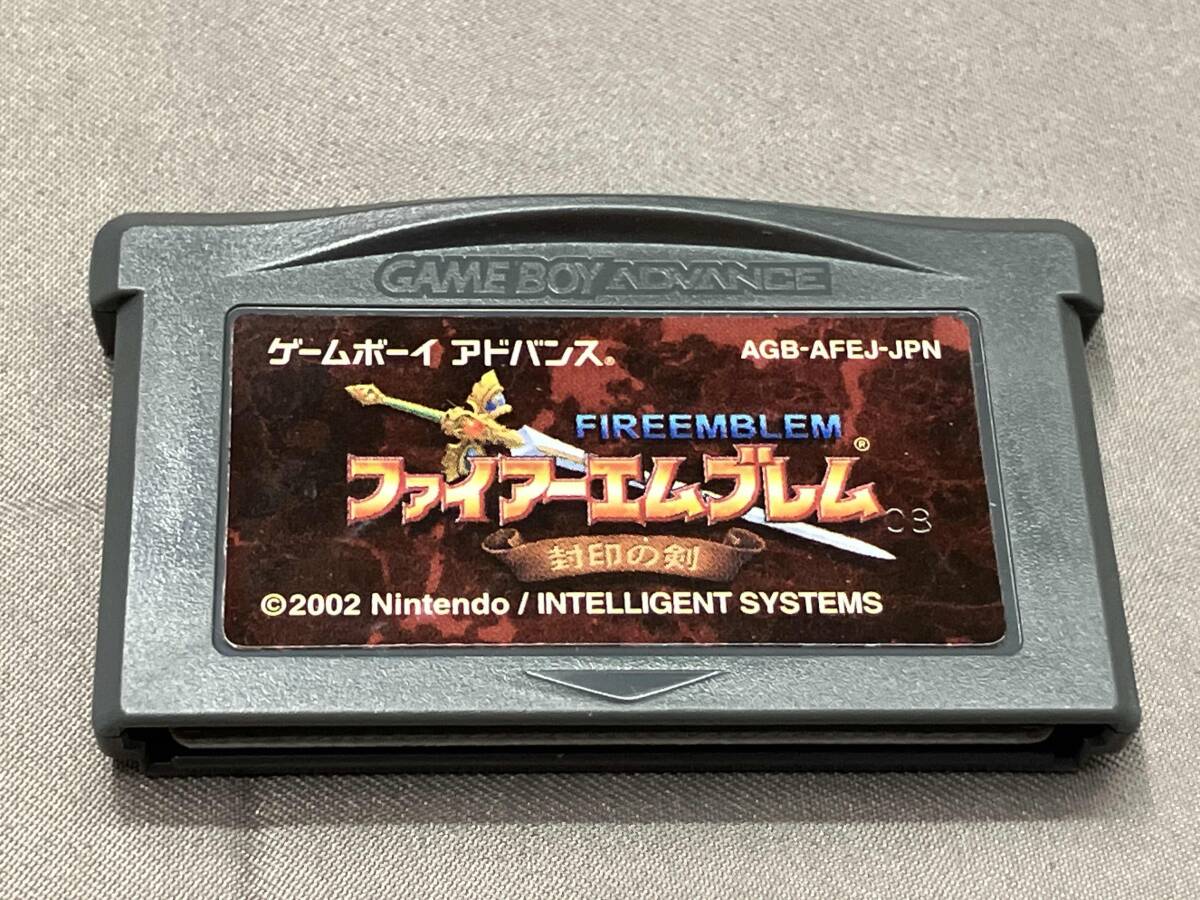 GAME BOY ADVANCE
ゲームボーイ アドバンス® AGB-AFEJ-JPN
FIREEMBLEM
ファイアーエムブレム®
03
封印の剣
©2002 Nintendo / INTELLIGENT SYSTEMS